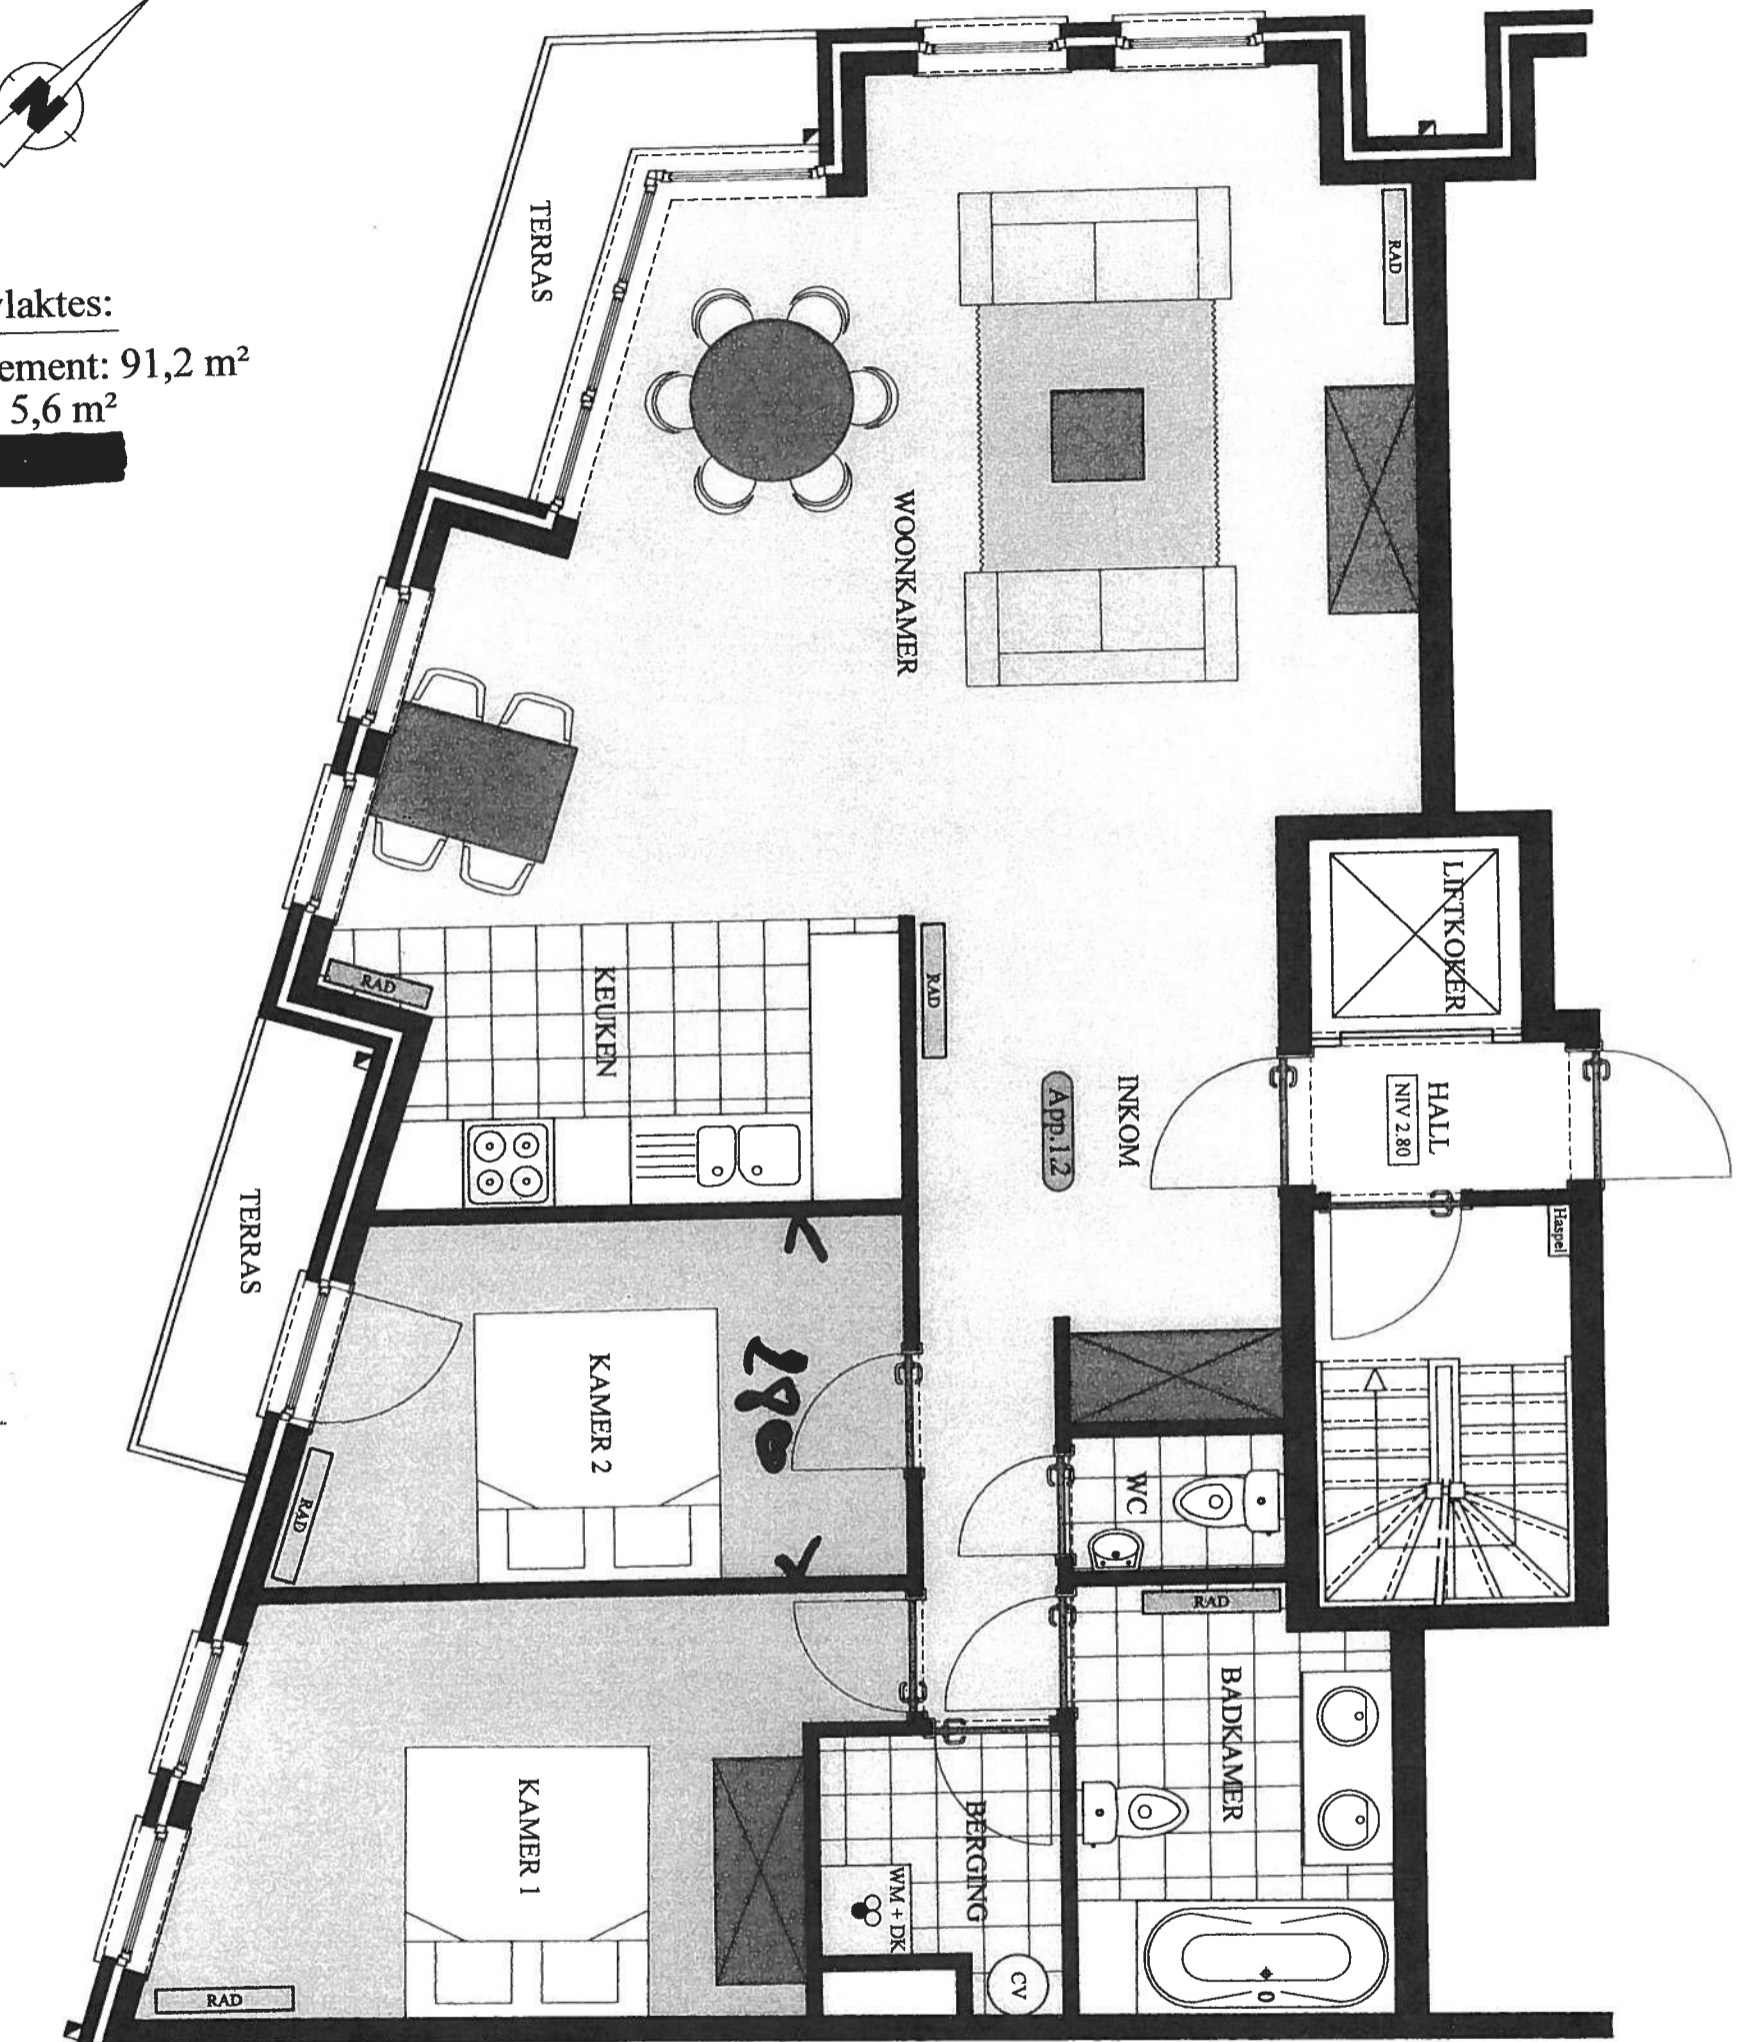 N
vlaktes:
ement: 91,2 m²
5,6 m²
TERRAS
RAD
WOONKAMER
LIFTKOKER
KEUKEN
RAD
RAD
INKOM
App.1.2
HALL
NIV 2.80
Haspel
TERRAS
KAMER 2
280
RAD
WC
RAD
BADKAMER
KAMER 1
BERGING
WM + DK
CV
RAD